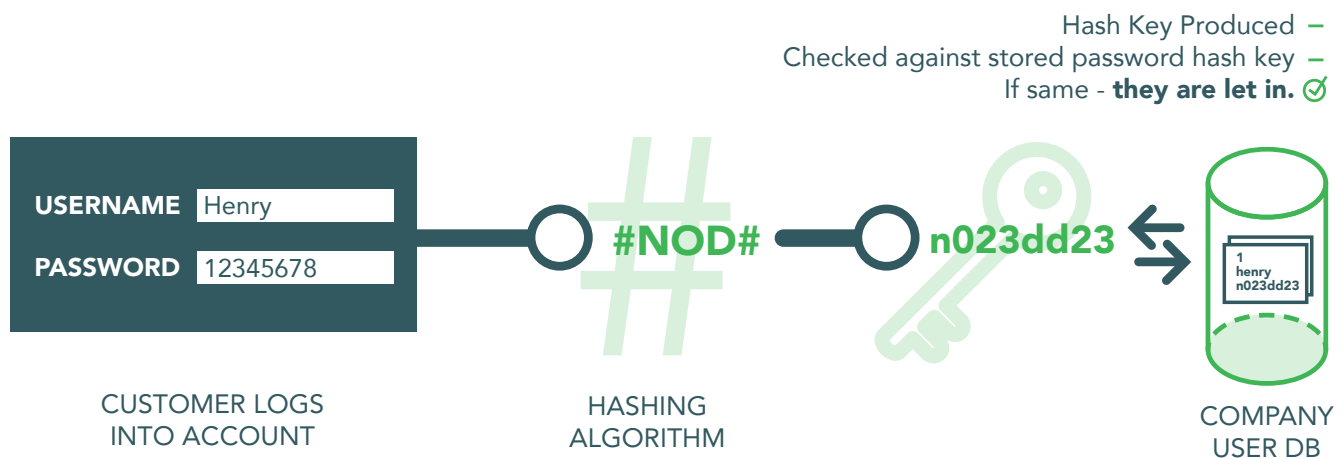 Hash Key Produced –
Checked against stored password hash key –
If same - they are let in.
USERNAME Henry
PASSWORD 12345678
#NOD#
n023dd23
1
henry
n023dd23
CUSTOMER LOGS
INTO ACCOUNT
HASHING
ALGORITHM
COMPANY
USER DB